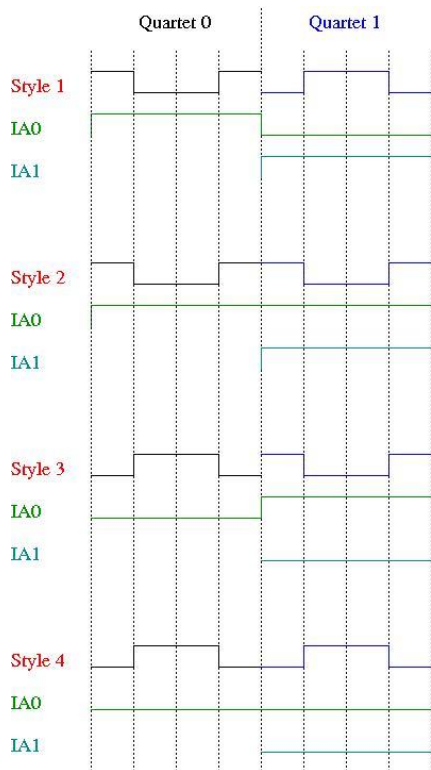 Quartet 0 Quartet 1
Style 1
IA0
IA1
Style 2
IA0
IA1
Style 3
IA0
IA1
Style 4
IA0
IA1